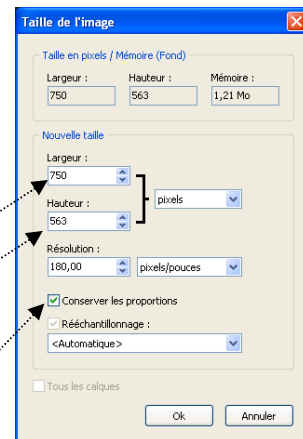 Taille de l'image
Taille en pixels / Mémoire (Fond)
Largeur : Hauteur : Mémoire :
750 563 1,21 Mo
Nouvelle taille
Largeur :
750
pixels
Hauteur :
563
Résolution :
180,00 pixels/pouces
Conserver les proportions
Rééchantillonnage :
<Automatique>
Tous les calques
Ok Annuler